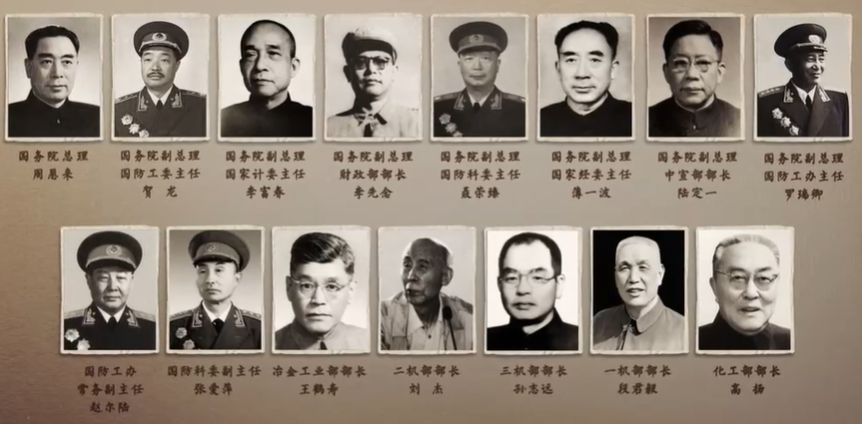 国务院总理
周恩来
国务院副总理
国防工委主任
贺 龙
国务院副总理
国家计委主任
李富春
国务院副总理
财政部部长
李先念
国务院副总理
国防科委主任
聂荣臻
国务院副总理
国家经委主任
薄一波
国务院副总理
中宣部部长
陆定一
国务院副总理
国防工办主任
罗瑞卿
国防工办
常务副主任
赵尔陆
国防科委副主任
张爱萍
冶金工业部部长
王鹤寿
二机部部长
刘 杰
三机部部长
孙志远
一机部部长
段君毅
化工部部长
高 扬